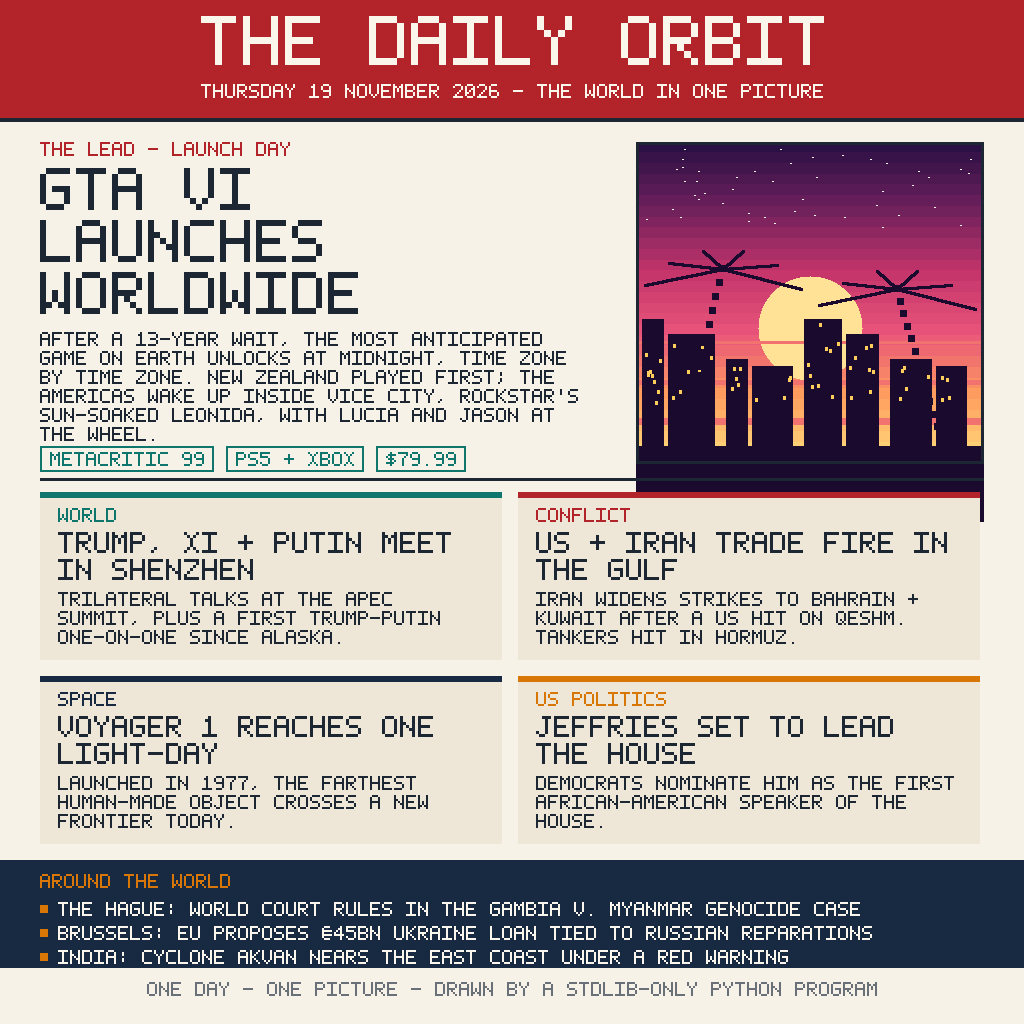 THE DAILY ORBIT
THURSDAY 19 NOVEMBER 2026 – THE WORLD IN ONE PICTURE
THE LEAD – LAUNCH DAY
GTA VI
LAUNCHES
WORLDWIDE
AFTER A 13–YEAR WAIT, THE MOST ANTICIPATED
GAME ON EARTH UNLOCKS AT MIDNIGHT, TIME ZONE
BY TIME ZONE. NEW ZEALAND PLAYED FIRST; THE
AMERICAS WAKE UP INSIDE VICE CITY, ROCKSTAR'S
SUN–SOAKED LEONIDA, WITH LUCIA AND JASON AT
THE WHEEL.
METACRITIC 99
PS5 + XBOX
$79.99
WORLD
TRUMP, XI + PUTIN MEET
IN SHENZHEN
TRILATERAL TALKS AT THE APEC
SUMMIT, PLUS A FIRST TRUMP–PUTIN
ONE–ON–ONE SINCE ALASKA.
CONFLICT
US + IRAN TRADE FIRE IN
THE GULF
IRAN WIDENS STRIKES TO BAHRAIN +
KUWAIT AFTER A US HIT ON QESHM.
TANKERS HIT IN HORMUZ.
SPACE
VOYAGER 1 REACHES ONE
LIGHT–DAY
LAUNCHED IN 1977, THE FARTHEST
HUMAN–MADE OBJECT CROSSES A NEW
FRONTIER TODAY.
US POLITICS
JEFFRIES SET TO LEAD
THE HOUSE
DEMOCRATS NOMINATE HIM AS THE FIRST
AFRICAN–AMERICAN SPEAKER OF THE
HOUSE.
AROUND THE WORLD
THE HAGUE: WORLD COURT RULES IN THE GAMBIA V. MYANMAR GENOCIDE CASE
BRUSSELS: EU PROPOSES €45BN UKRAINE LOAN TIED TO RUSSIAN REPARATIONS
INDIA: CYCLONE AKVAN NEARS THE EAST COAST UNDER A RED WARNING
ONE DAY – ONE PICTURE – DRAWN BY A STDLIB–ONLY PYTHON PROGRAM